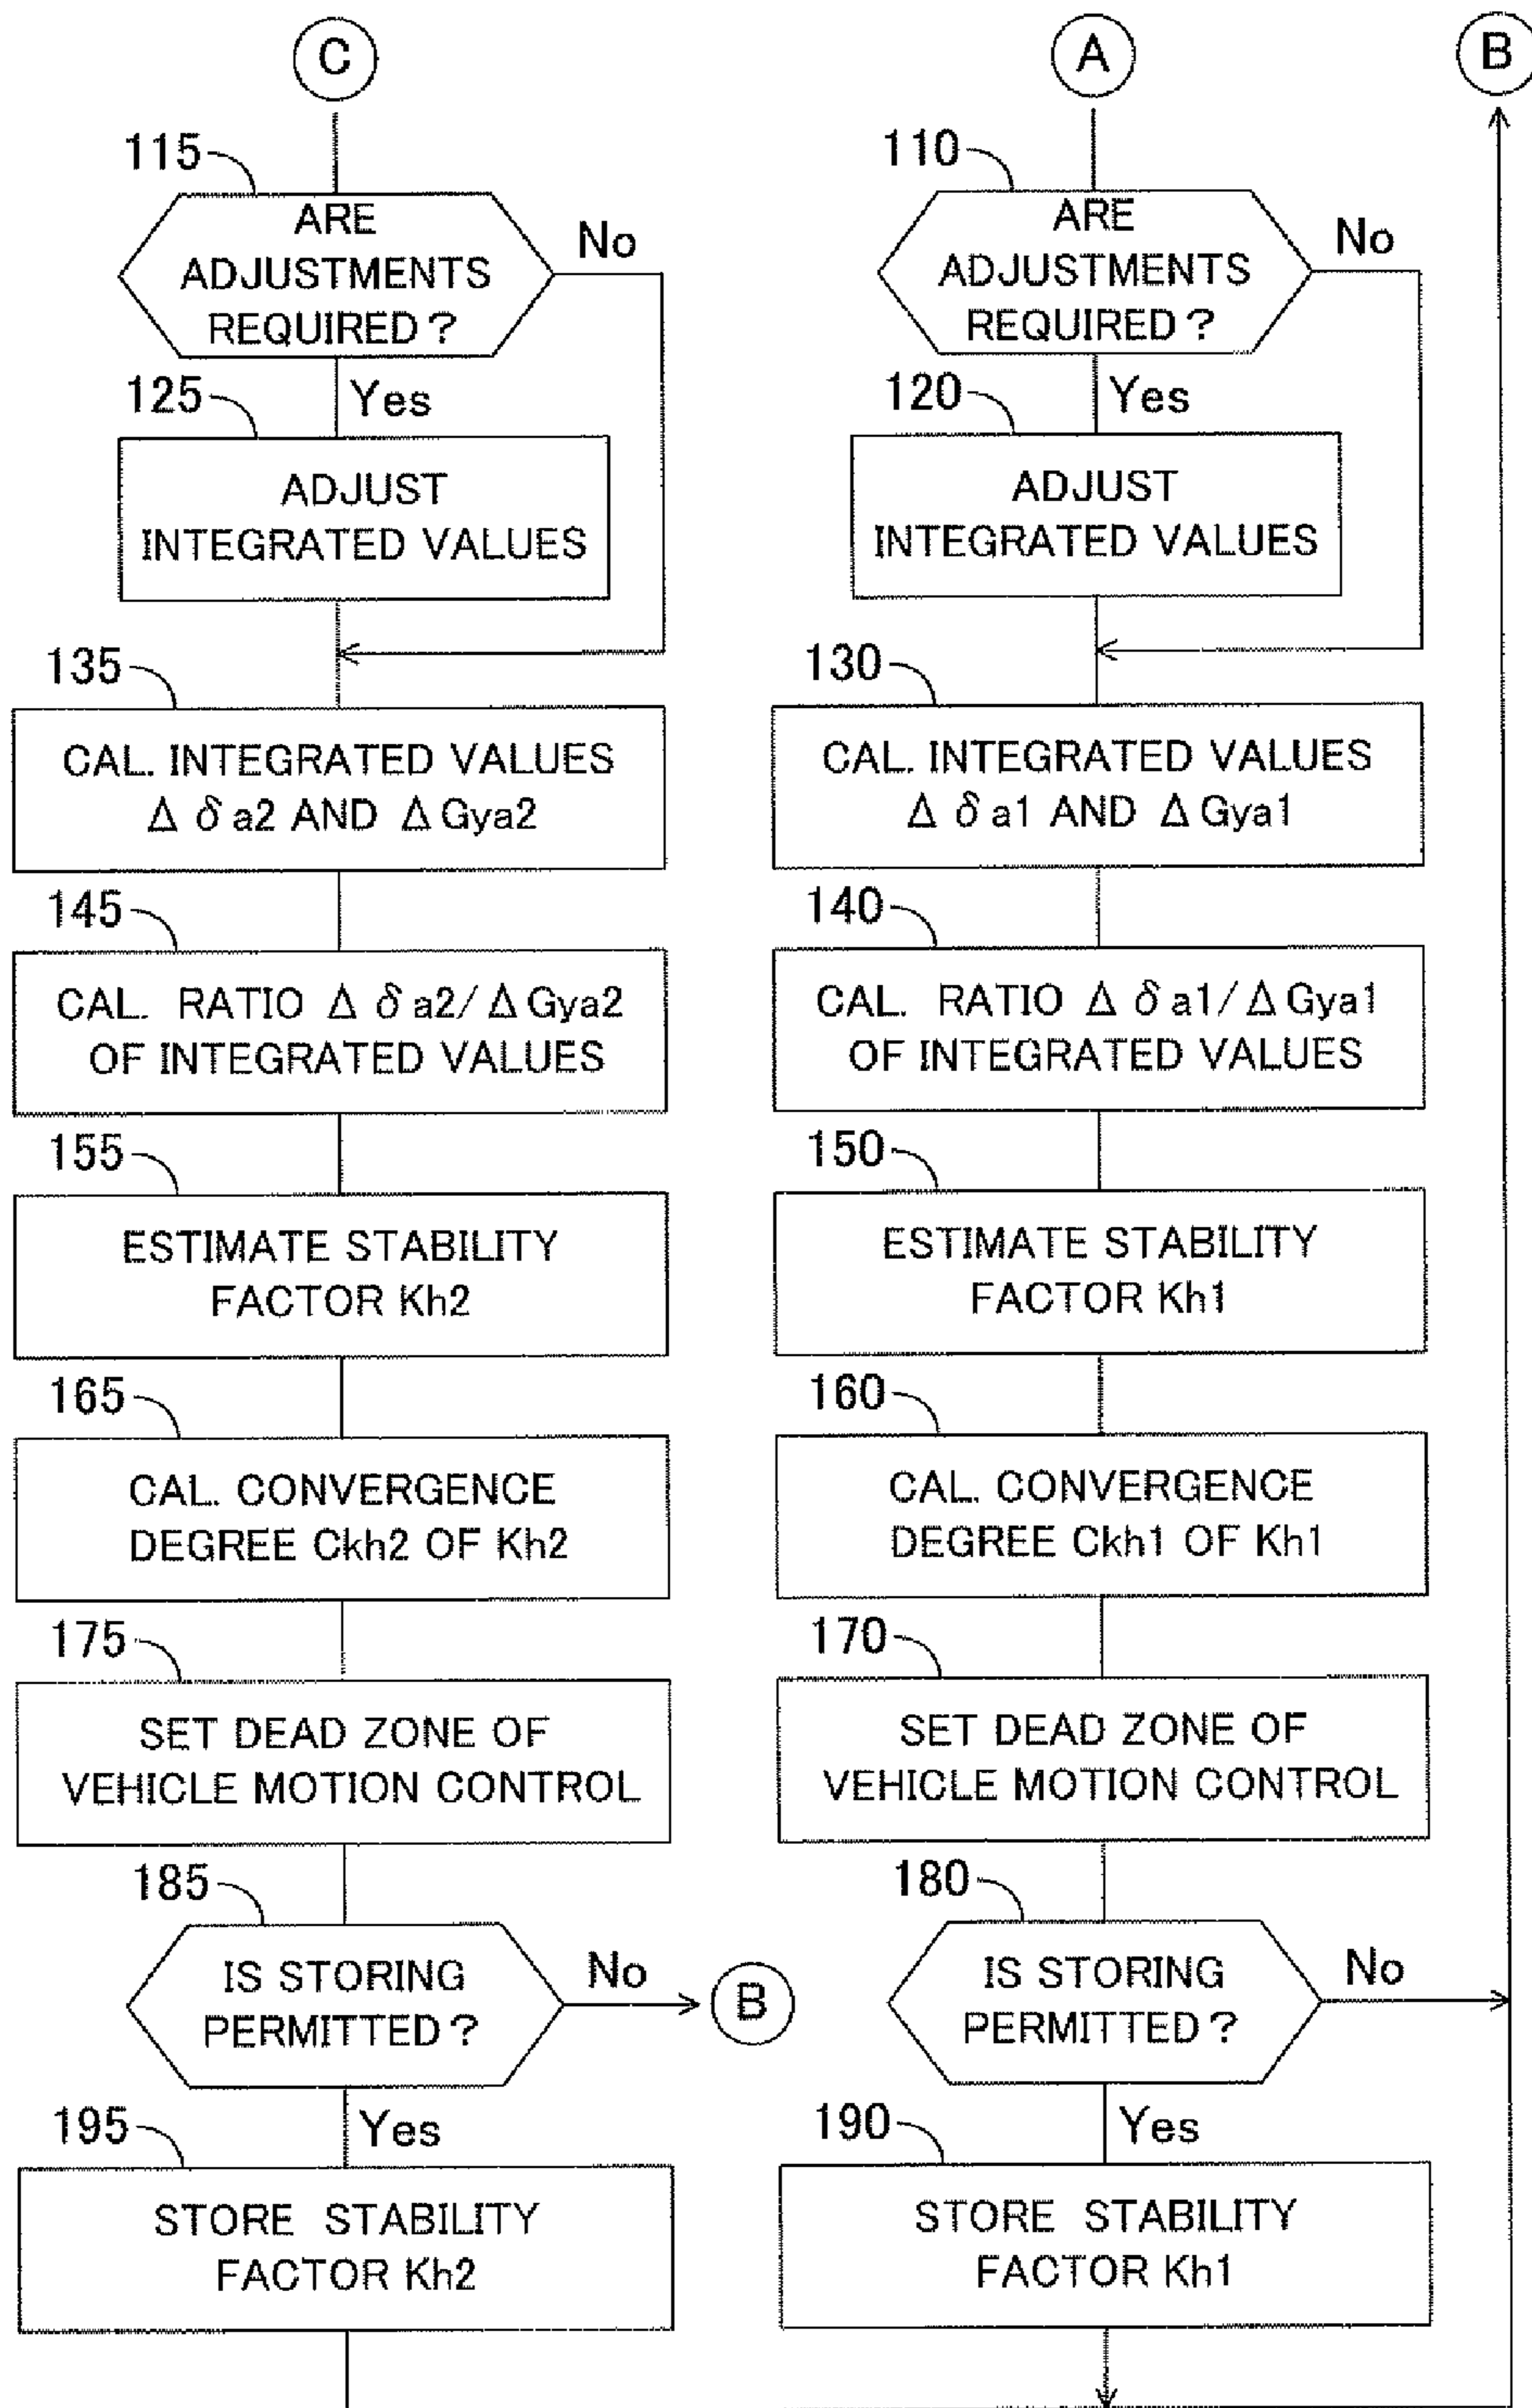 C
115
ARE
ADJUSTMENTS
REQUIRED?
No
Yes
125
ADJUST
INTEGRATED VALUES
135
CAL. INTEGRATED VALUES
Δ δ a2 AND Δ Gya2
145
CAL. RATIO Δ δ a2/Δ Gya2
OF INTEGRATED VALUES
155
ESTIMATE STABILITY
FACTOR Kh2
165
CAL. CONVERGENCE
DEGREE Ckh2 OF Kh2
175
SET DEAD ZONE OF
VEHICLE MOTION CONTROL
185
IS STORING
PERMITTED?
No
B
Yes
195
STORE STABILITY
FACTOR Kh2
A
110
ARE
ADJUSTMENTS
REQUIRED?
No
Yes
120
ADJUST
INTEGRATED VALUES
130
CAL. INTEGRATED VALUES
Δ δ a1 AND Δ Gya1
140
CAL. RATIO Δ δ a1/Δ Gya1
OF INTEGRATED VALUES
150
ESTIMATE STABILITY
FACTOR Kh1
160
CAL. CONVERGENCE
DEGREE Ckh1 OF Kh1
170
SET DEAD ZONE OF
VEHICLE MOTION CONTROL
180
IS STORING
PERMITTED?
No
Yes
190
STORE STABILITY
FACTOR Kh1
B